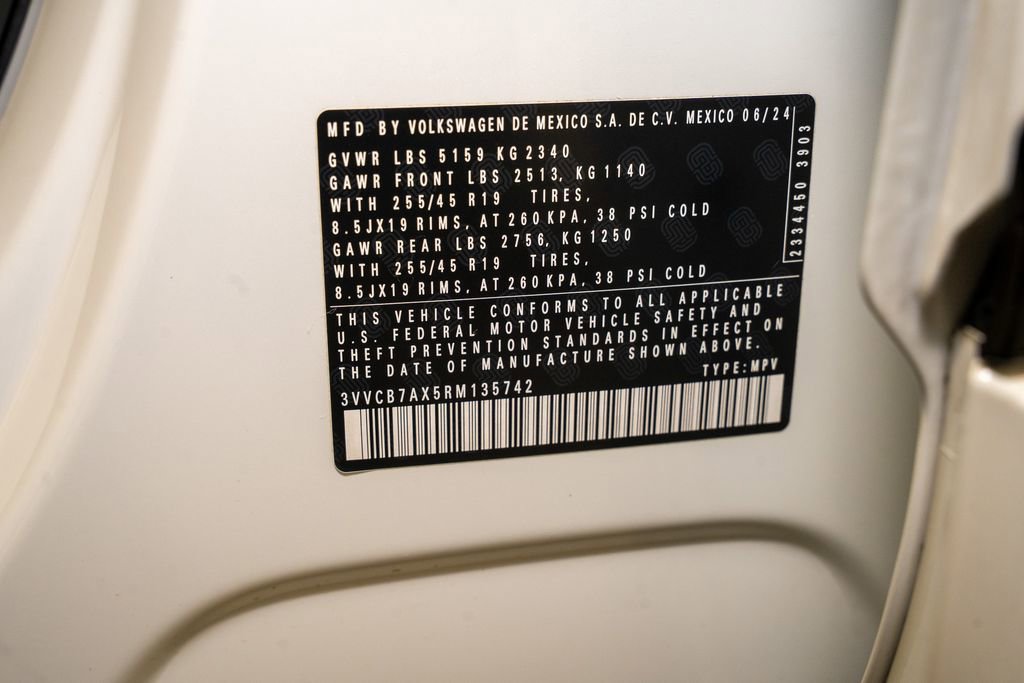 MFD BY VOLKSWAGEN DE MEXICO S.A. DE C.V. MEXICO 06/24
GVWR LBS 5159 KG 2340
GAWR FRONT LBS 2513, KG 1140
WITH 255/45 R19 TIRES,
8.5JX19 RIMS, AT 260 KPA, 38 PSI COLD
GAWR REAR LBS 2756, KG 1250
WITH 255/45 R19 TIRES,
8.5JX19 RIMS, AT 260 KPA, 38 PSI COLD
2334450 3903
THIS VEHICLE CONFORMS TO ALL APPLICABLE
U.S. FEDERAL MOTOR VEHICLE SAFETY AND
THEFT PREVENTION STANDARDS IN EFFECT ON
THE DATE OF MANUFACTURE SHOWN ABOVE.
TYPE:MPV
3VVCB7AX5RM135742